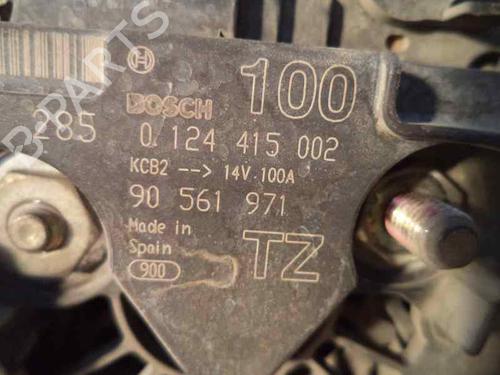 BOSCH 100
285 0 124 415 002
KCB2 --> 14V.100A
90 561 971
Made in
Spain TZ
900